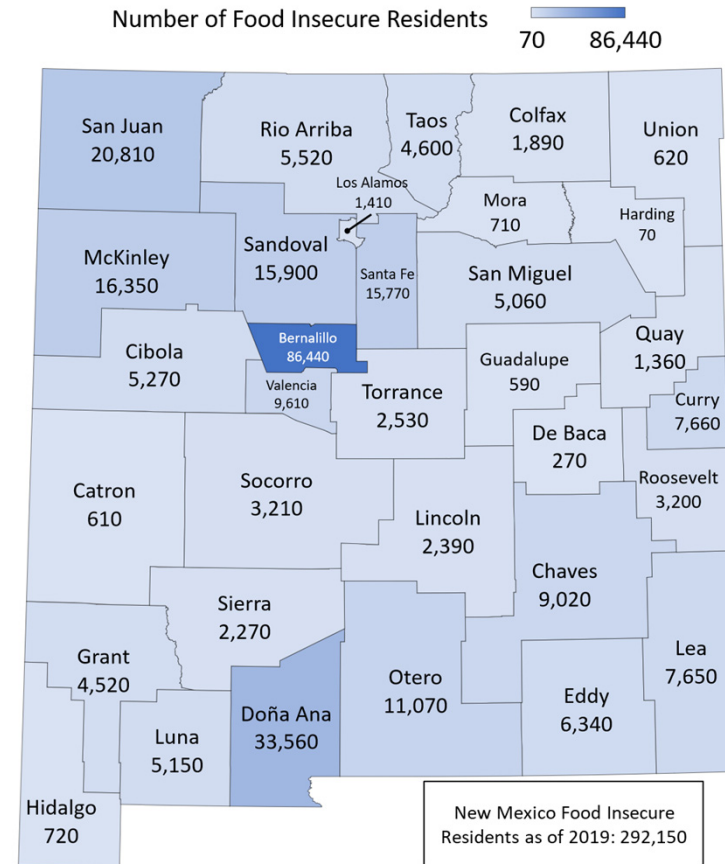 Number of Food Insecure Residents
70 86,440
San Juan
20,810
Rio Arriba
5,520
Taos
4,600
Colfax
1,890
Union
620
Los Alamos
1,410
Mora
710
Harding
70
McKinley
16,350
Sandoval
15,900
Santa Fe
15,770
San Miguel
5,060
Quay
1,360
Cibola
5,270
Bernalillo
86,440
Valencia
9,610
Torrance
2,530
Guadalupe
590
Curry
7,660
De Baca
270
Roosevelt
3,200
Catron
610
Socorro
3,210
Lincoln
2,390
Chaves
9,020
Sierra
2,270
Grant
4,520
Doña Ana
33,560
Otero
11,070
Eddy
6,340
Lea
7,650
Luna
5,150
Hidalgo
720
New Mexico Food Insecure
Residents as of 2019: 292,150